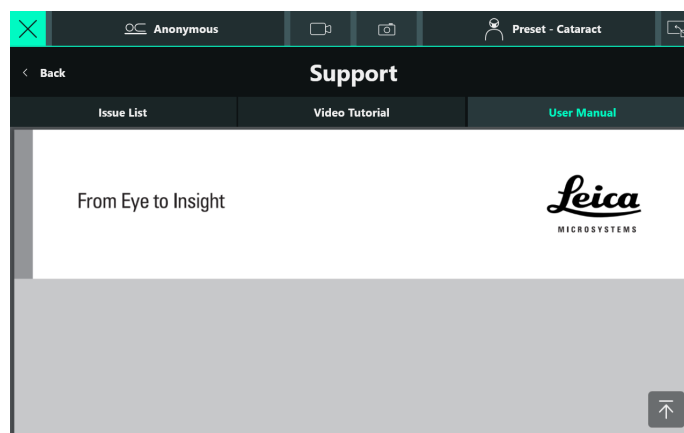 Anonymous
Preset - Cataract
Back
Support
Issue List
Video Tutorial
User Manual
From Eye to Insight
Leica
MICROSYSTEMS